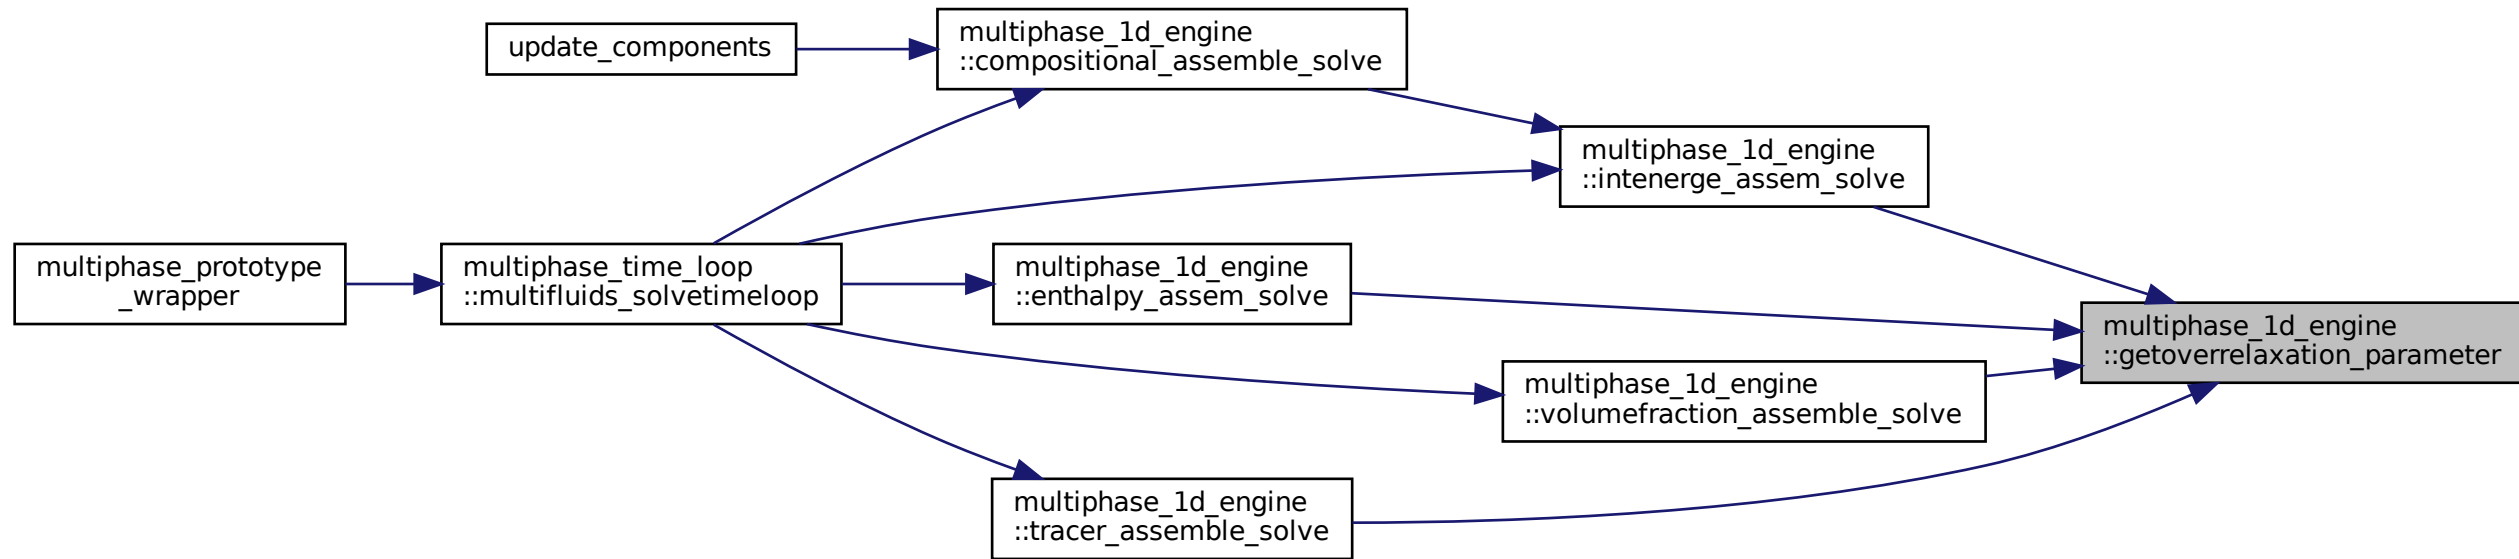 update_components
multiphase_1d_engine
::compositional_assemble_solve
multiphase_1d_engine
::intenerge_assem_solve
multiphase_prototype
_wrapper
multiphase_time_loop
::multifluids_solvetimeloop
multiphase_1d_engine
::enthalpy_assem_solve
multiphase_1d_engine
::getoverrelaxation_parameter
multiphase_1d_engine
::volumefraction_assemble_solve
multiphase_1d_engine
::tracer_assemble_solve